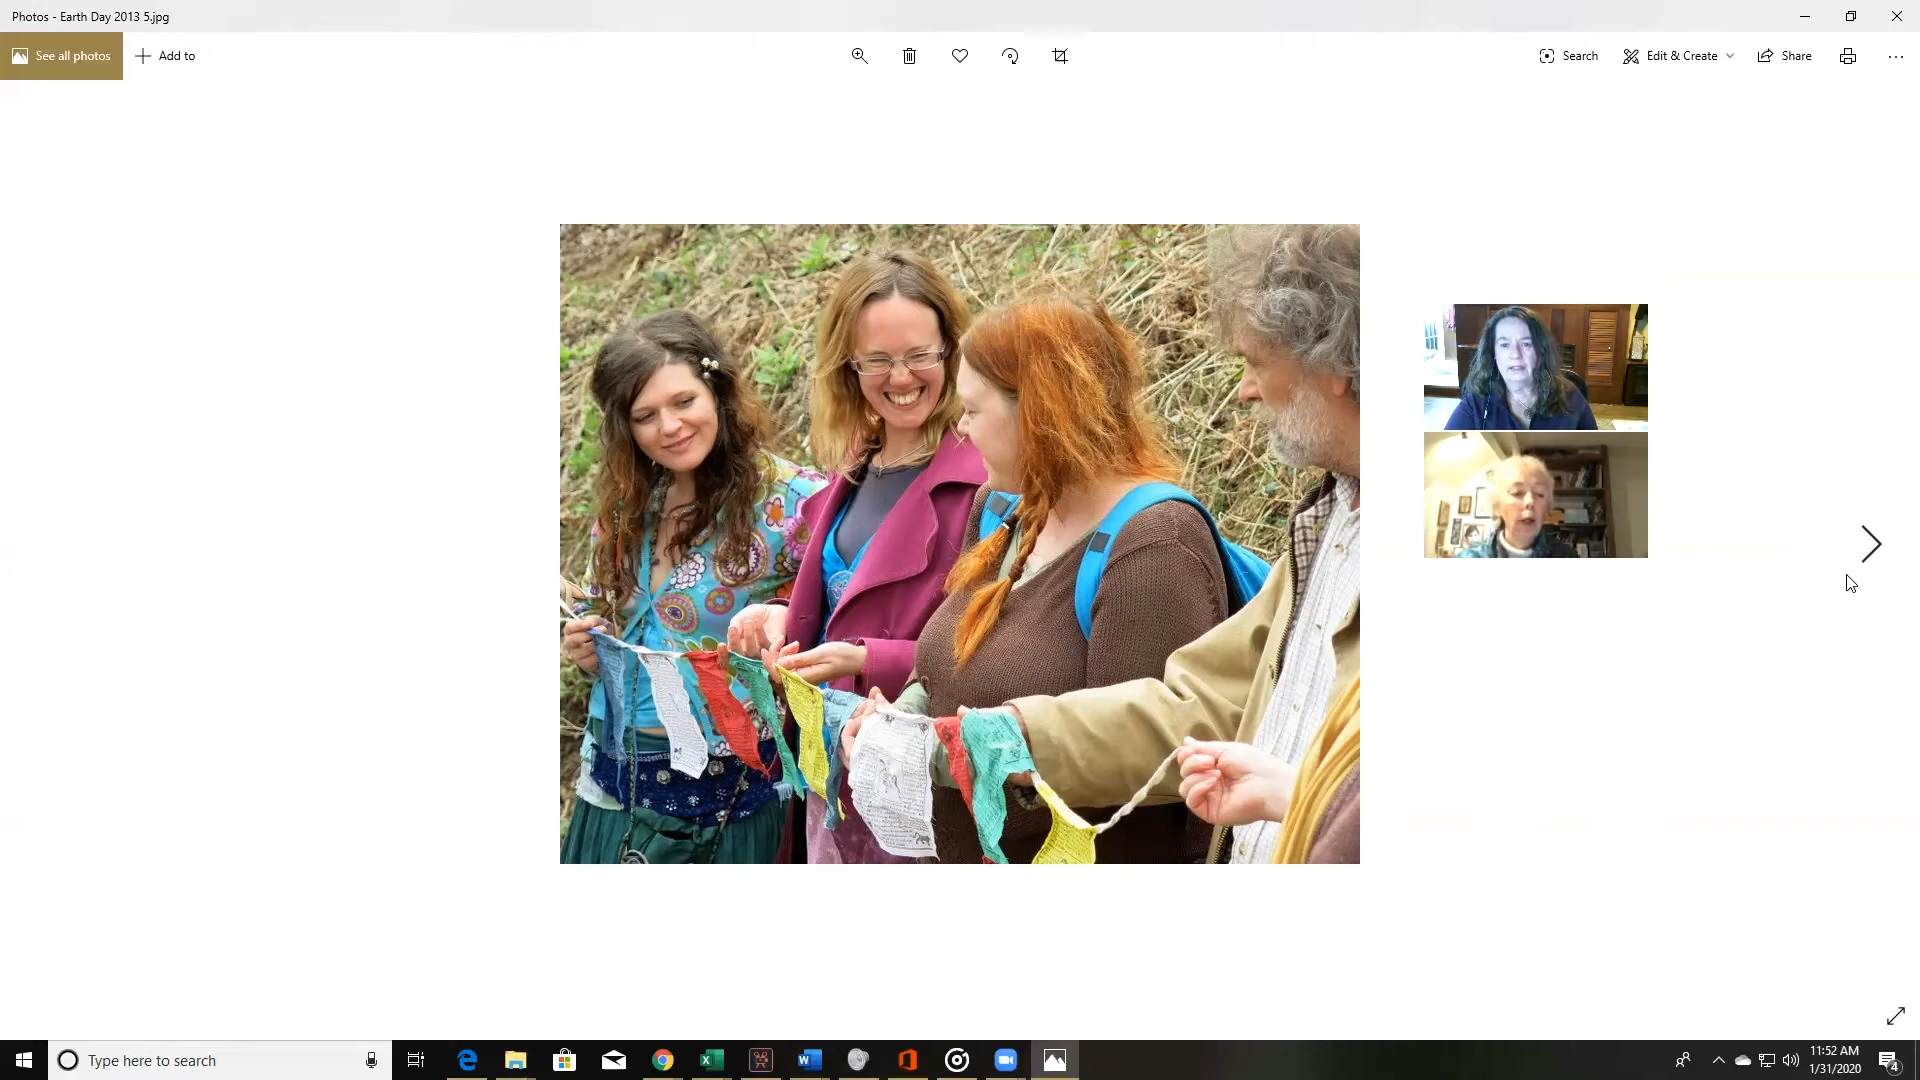 Photos - Earth Day 2013 5.jpg
See all photos
Add to
Search
Edit & Create
Share
Type here to search
11:52 AM
1/31/2020
4